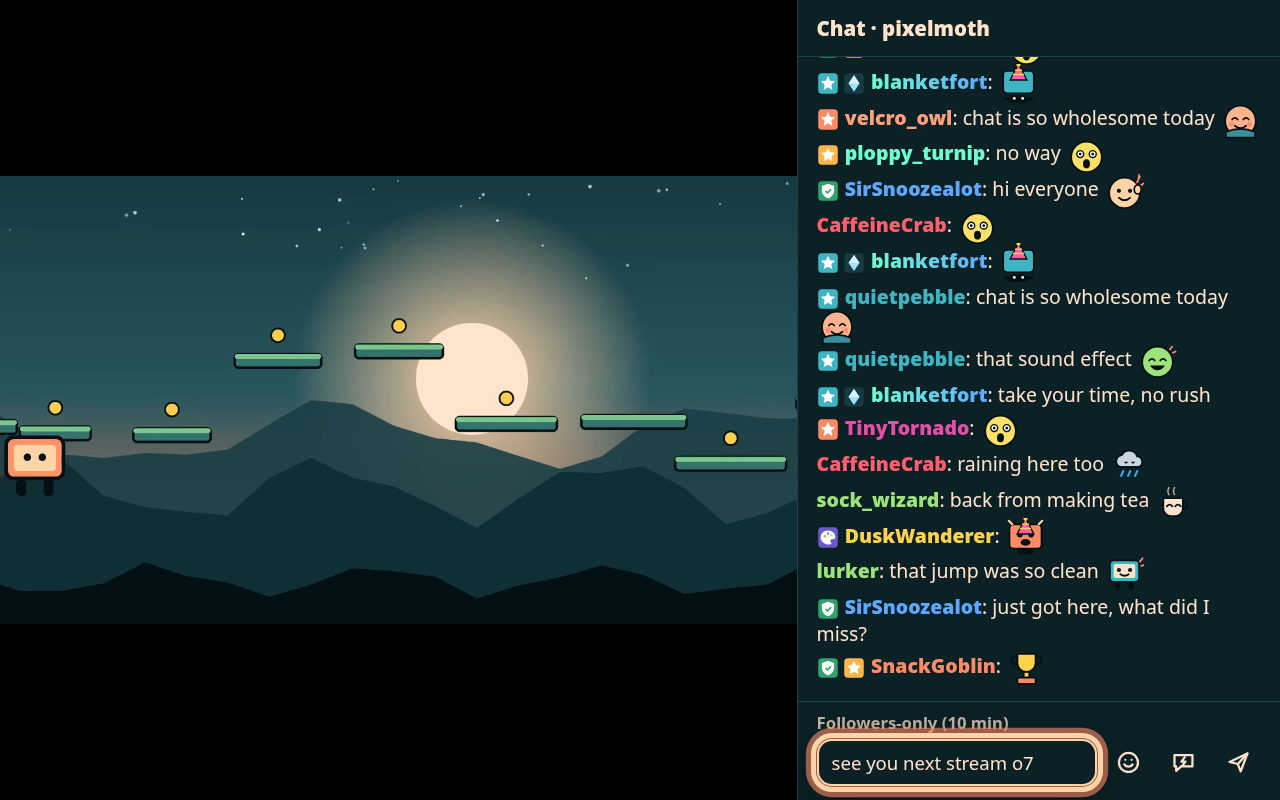 Chat · pixelmoth
blanketfort:
velcro_owl: chat is so wholesome today
ploppy_turnip: no way
SirSnoozealot: hi everyone
CaffeineCrab:
blanketfort:
quietpebble: chat is so wholesome today
quietpebble: that sound effect
blanketfort: take your time, no rush
TinyTornado:
CaffeineCrab: raining here too
sock_wizard: back from making tea
DuskWanderer:
lurker: that jump was so clean
SirSnoozealot: just got here, what did I
miss?
SnackGoblin:
Followers-only (10 min)
see you next stream o7